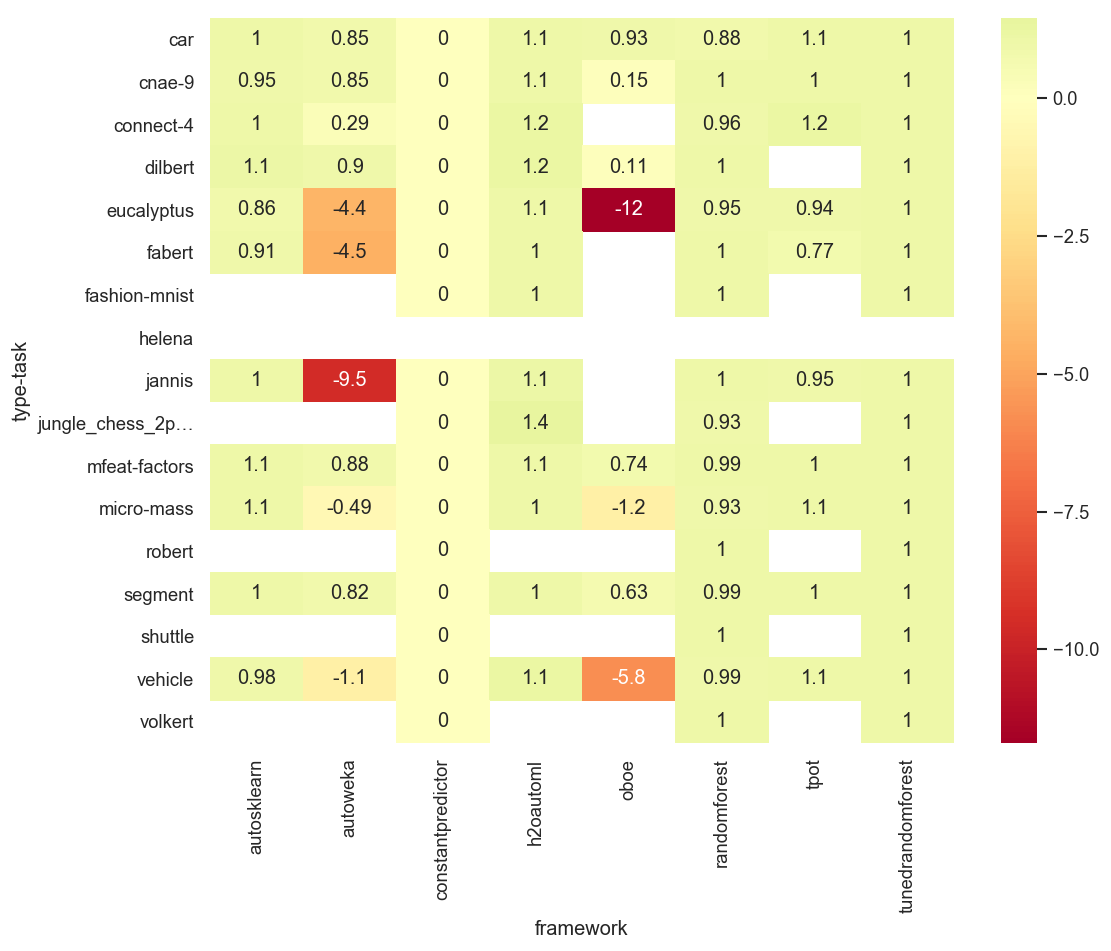 car 1 0.85 0 1.1 0.93 0.88 1.1 1
cnae-9 0.95 0.85 0 1.1 0.15 1 1 1
connect-4 1 0.29 0 1.2 0.96 1.2 1
dilbert 1.1 0.9 0 1.2 0.11 1 1
eucalyptus 0.86 -4.4 0 1.1 -12 0.95 0.94 1
fabert 0.91 -4.5 0 1 1 0.77 1
fashion-mnist 0 1 1 1
helena
jannis 1 -9.5 0 1.1 1 0.95 1
jungle_chess_2p… 0 1.4 0.93 1
mfeat-factors 1.1 0.88 0 1.1 0.74 0.99 1 1
micro-mass 1.1 -0.49 0 1 -1.2 0.93 1.1 1
robert 0 1 1
segment 1 0.82 0 1 0.63 0.99 1 1
shuttle 0 1 1
vehicle 0.98 -1.1 0 1.1 -5.8 0.99 1.1 1
volkert 0 1 1
type-task
autosklearn
autoweka
constantpredictor
h2oautoml
oboe
randomforest
tpot
tunedrandomforest
framework
0.0
−2.5
−5.0
−7.5
−10.0